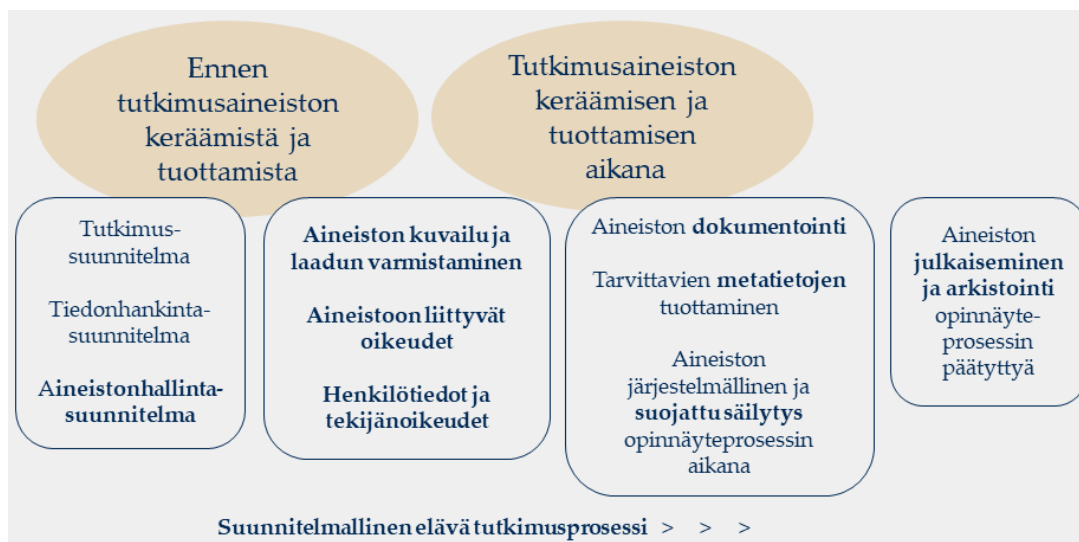 Ennen
tutkimusaineiston
keräämistä ja
tuottamista
Tutkimusaineiston
keräämisen ja
tuottamisen
aikana
Tutkimus-
suunnitelma
Tiedonhankinta-
suunnitelma
Aineistonhallinta-
suunnitelma
Aineiston kuvailu ja
laadun varmistaminen
Aineistoon liittyvät
oikeudet
Henkilötiedot ja
tekijänoikeudet
Aineiston dokumentointi
Tarvittavien metatietojen
tuottaminen
Aineiston
järjestelmällinen ja
suojattu säilytys
opinnäyteprosessin
aikana
Aineiston
julkaiseminen
ja arkistointi
opinnäyte-
prosessin
päätyttyä
Suunnitelmallinen elävä tutkimusprosessi > > >